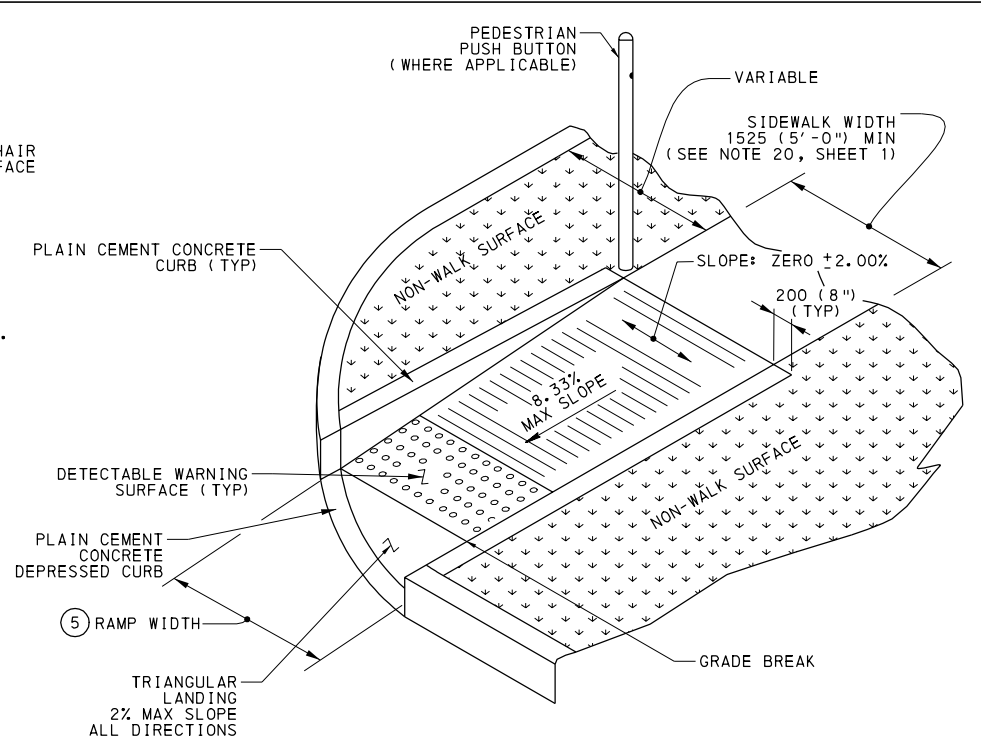 PEDESTRIAN
PUSH BUTTON
(WHERE APPLICABLE)
VARIABLE
SIDEWALK WIDTH
1525 (5'-0") MIN
(SEE NOTE 20, SHEET 1)
HAIR
FACE
PLAIN CEMENT CONCRETE
CURB (TYP)
NON-WALK SURFACE
SLOPE: ZERO ±2.00%
200 (8")
(TYP)
8.33%
MAX SLOPE
DETECTABLE WARNING
SURFACE (TYP)
NON-WALK SURFACE
PLAIN CEMENT
CONCRETE
DEPRESSED CURB
5 RAMP WIDTH
GRADE BREAK
TRIANGULAR
LANDING
2% MAX SLOPE
ALL DIRECTIONS